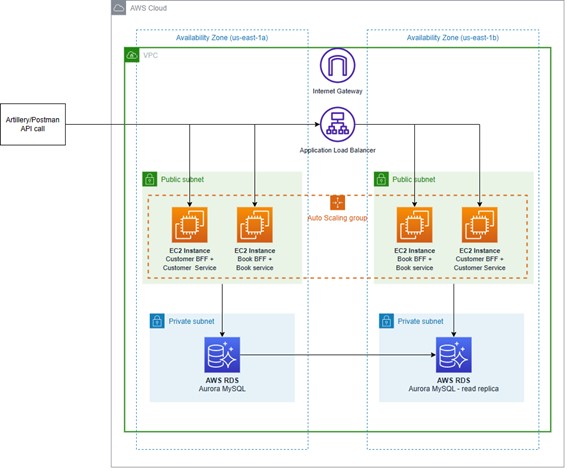 AWS Cloud
Availability Zone (us-east-1a)
Availability Zone (us-east-1b)
VPC
Internet Gateway
Artillery/Postman
API call
Application Load Balancer
Public subnet
Public subnet
Auto Scaling group
EC2 Instance
Customer BFF +
Customer Service
EC2 Instance
Book BFF +
Book service
EC2 Instance
Book BFF +
Book service
EC2 Instance
Customer BFF +
Customer Service
Private subnet
Private subnet
AWS RDS
Aurora MySQL
AWS RDS
Aurora MySQL - read replica